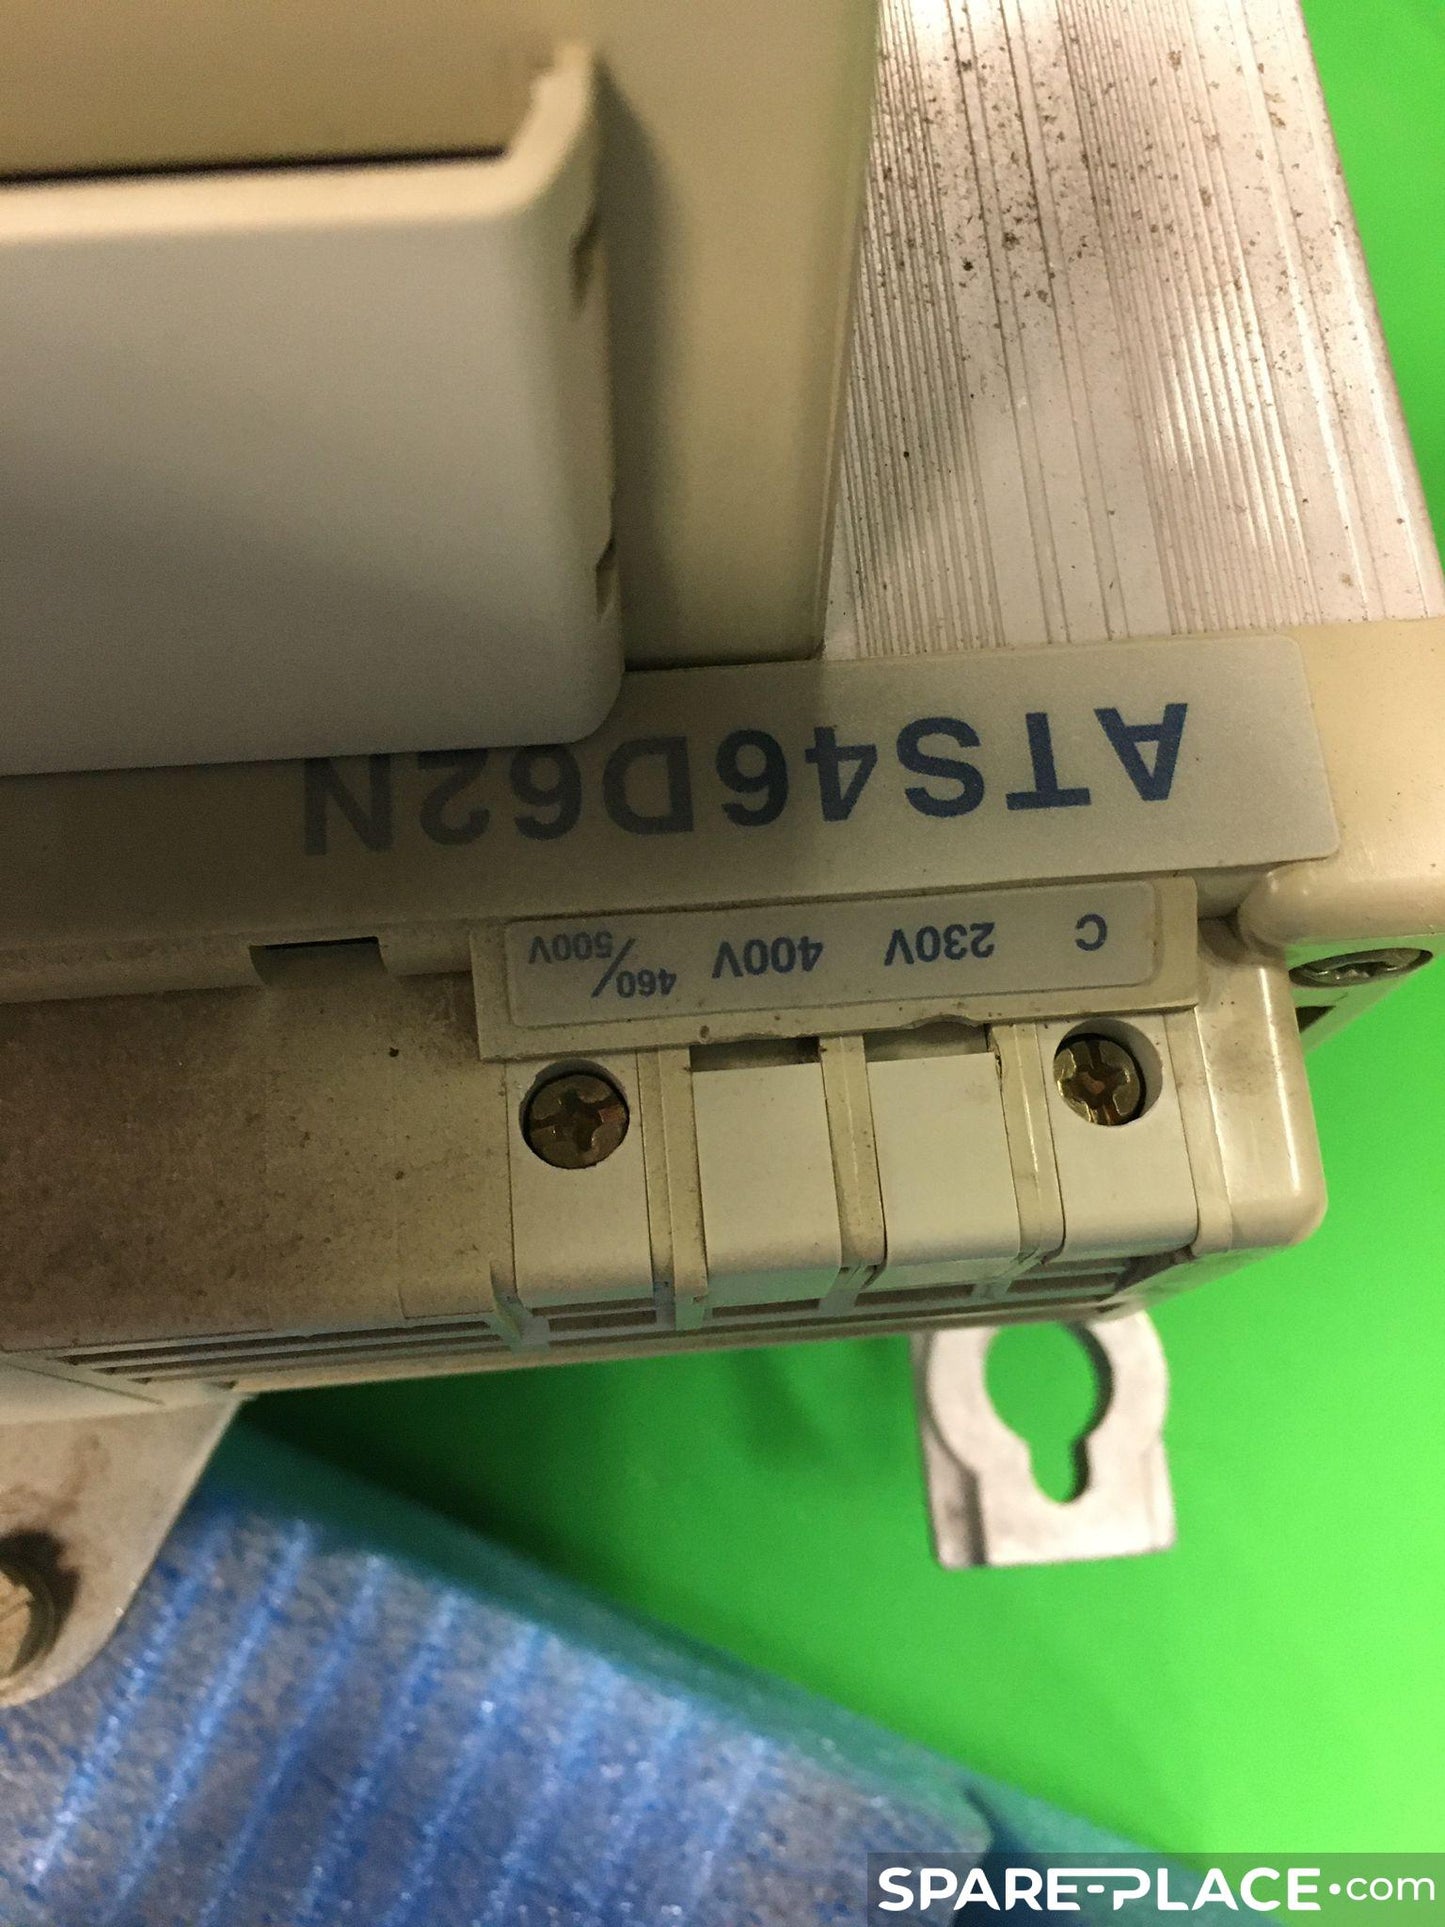 ATS46D62N
C 230V 400V 460/
500V
SPARE-PLACE.com